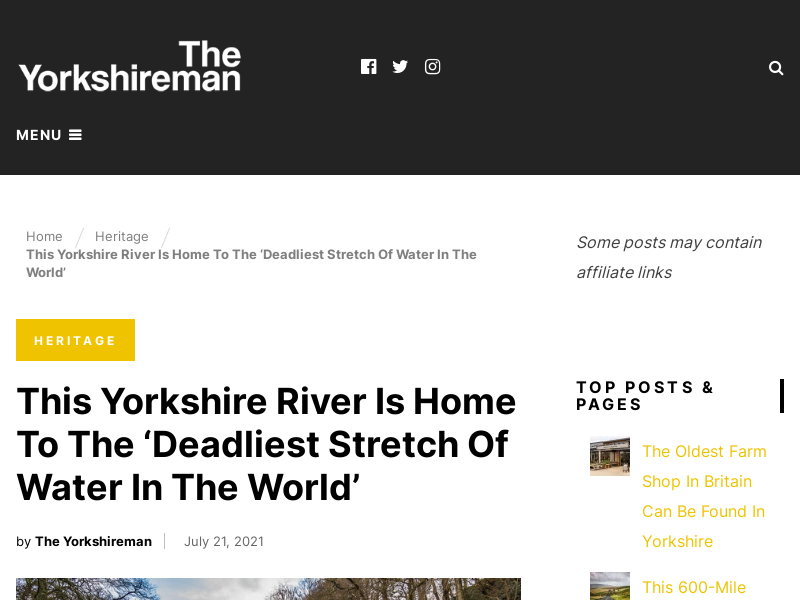 The
Yorkshireman
MENU
Home
Heritage
This Yorkshire River Is Home To The ‘Deadliest Stretch Of Water In The
World’
HERITAGE
This Yorkshire River Is Home
To The ‘Deadliest Stretch Of
Water In The World’
by The Yorkshireman
July 21, 2021
Some posts may contain
affiliate links
TOP POSTS &
PAGES
The Oldest Farm
Shop In Britain
Can Be Found In
Yorkshire
This 600-Mile